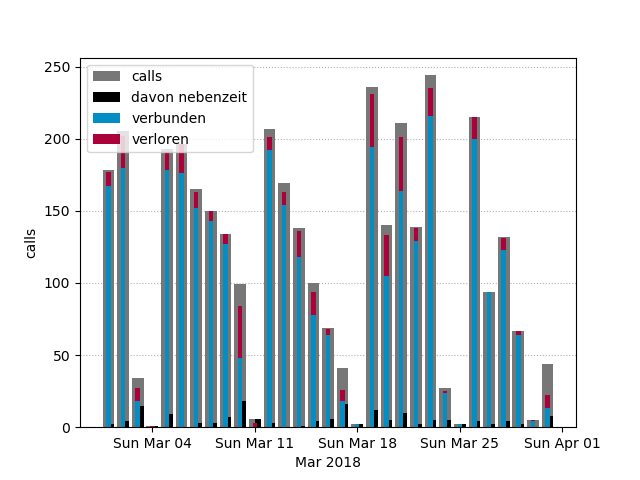 250
200
150
100
50
0
calls
calls
davon nebenzeit
verbunden
verloren
Sun Mar 04 Sun Mar 11 Sun Mar 18 Sun Mar 25 Sun Apr 01
Mar 2018